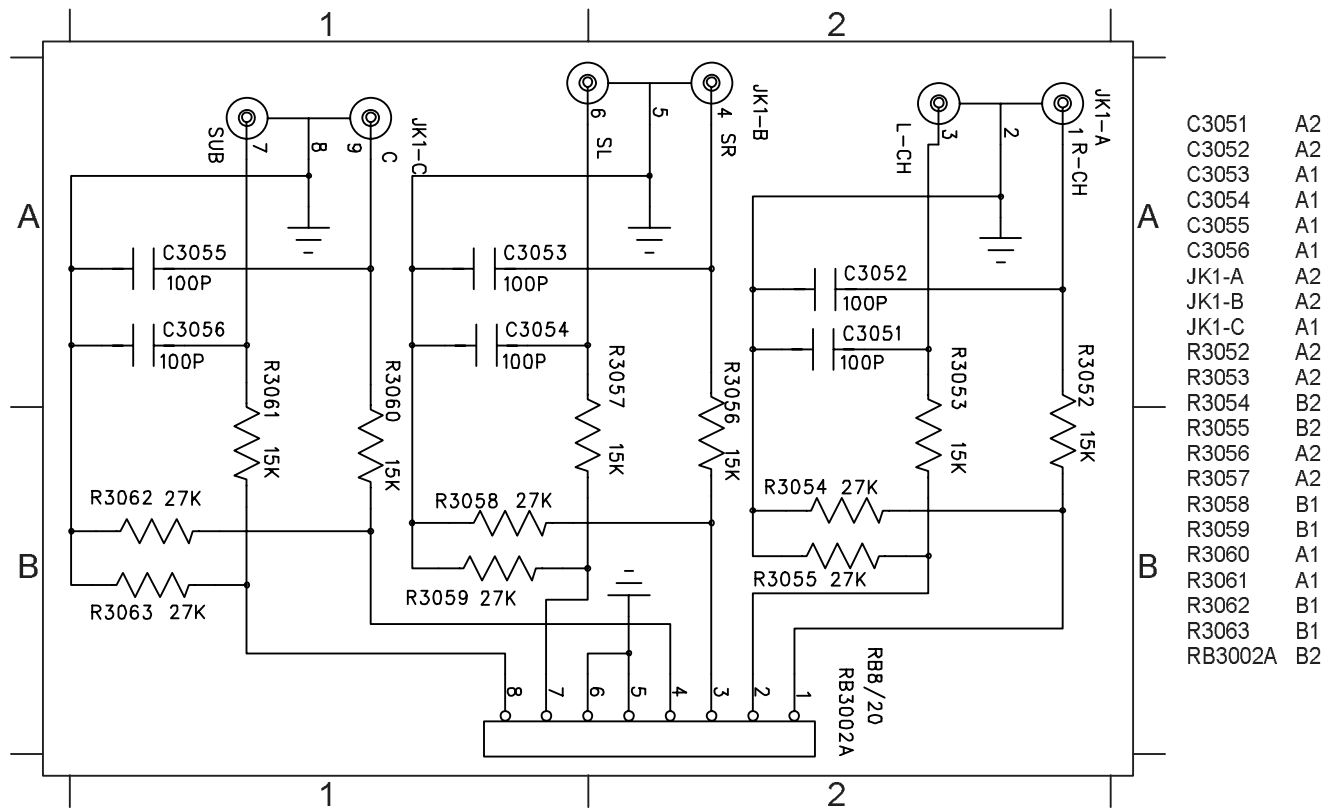 1
2
A
B
A
B
1
2
SUB
7
8
9
C
JK1-C
6
SL
5
4
SR
JK1-B
L-CH
3
2
1 R-CH
JK1-A
C3055
100P
C3056
100P
C3053
100P
C3054
100P
C3052
100P
C3051
100P
R3061
15K
R3060
15K
R3057
15K
R3056
15K
R3053
15K
R3052
15K
R3062 27K
R3063 27K
R3058 27K
R3059 27K
R3054 27K
R3055 27K
8
7
6
5
4
3
2
1
RB8/20
RB3002A
C3051 A2
C3052 A2
C3053 A1
C3054 A1
C3055 A1
C3056 A1
JK1-A A2
JK1-B A2
JK1-C A1
R3052 A2
R3053 A2
R3054 B2
R3055 B2
R3056 A2
R3057 A2
R3058 B1
R3059 B1
R3060 A1
R3061 A1
R3062 B1
R3063 B1
RB3002A B2